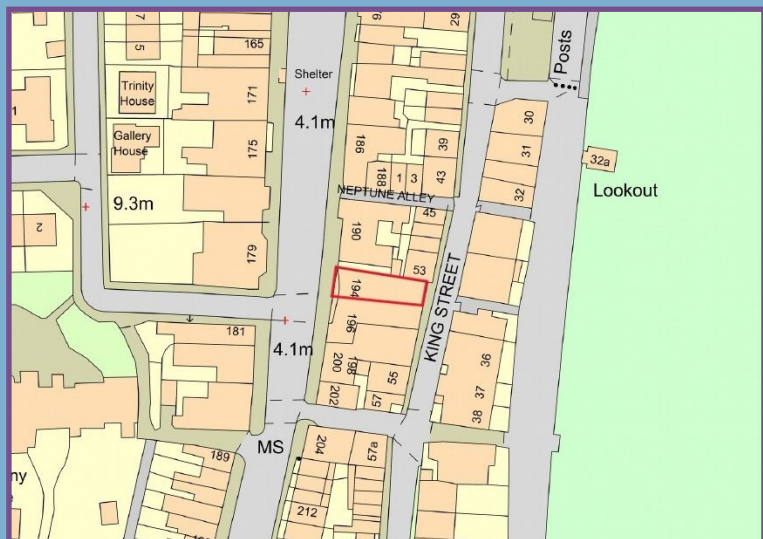 76
29
7
5
165
Posts
Trinity
House
171
Shelter
4.1m
30
Gallery
House
175
186
39
31
32a
1
188
1
3
43
32
Lookout
NEPTUNE ALLEY
9.3m
2
45
190
179
53
194
KING STREET
196
181
4.1m
200
198
55
36
202
57
37
38
MS
204
57a
189
212